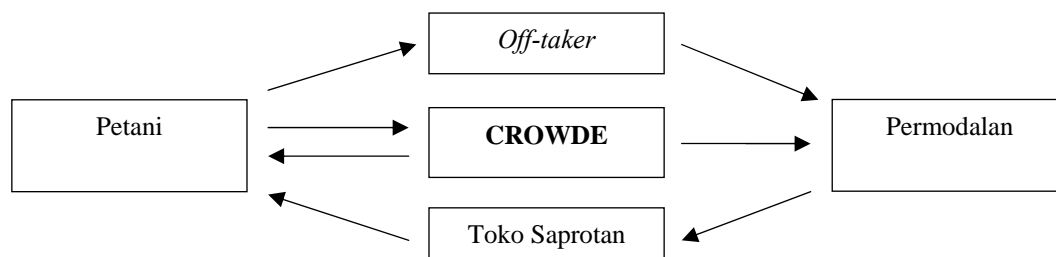 Off-taker
Petani
CROWDE
Permodalan
Toko Saprotan